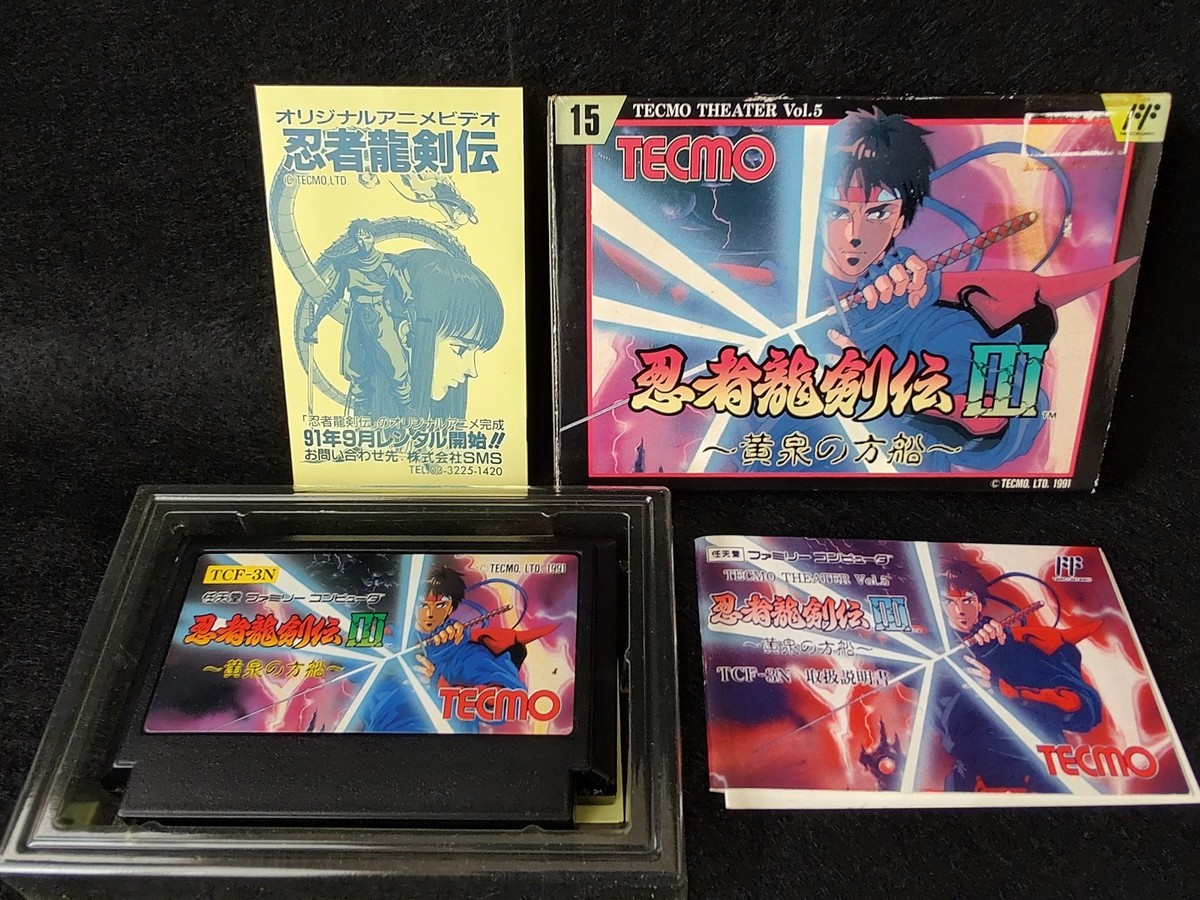 オリジナルアニメビデオ
忍者龍剣伝
© TECMO, LTD.
「忍者龍剣伝」のオリジナルアニメ完成
91年9月レンタル開始!!
お問い合わせ先:株式会社SMS
TEL 03-3225-1420
15
TECMO THEATER Vol.5
FF
TECMO
忍者龍剣伝III
TM
~黄泉の方船~
© TECMO, LTD. 1991
TCF-3N
© TECMO, LTD. 1991
任天堂 ファミリーコンピュータ
忍者龍剣伝III
~黄泉の方船~
TECMO
任天堂 ファミリーコンピュータ
FF
TECMO THEATER Vol.5
忍者龍剣伝III
~黄泉の方船~
TCF-3N 取扱説明書
TECMO